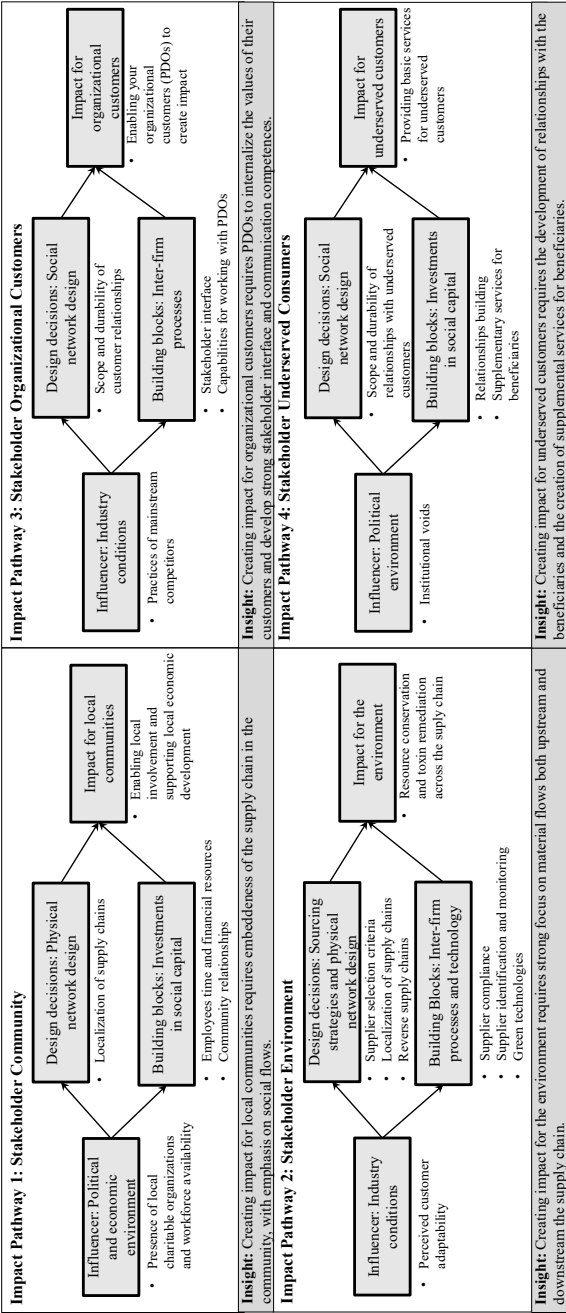 Impact Pathway 1: Stakeholder Community
Influencer: Political
and economic
environment
• Presence of local
charitable organizations
and workforce availability
Design decisions: Physical
network design
• Localization of supply chains
Building blocks: Investments
in social capital
• Employees time and financial resources
• Community relationships
Impact for local
communities
• Enabling local
involvement and
supporting local economic
development
Insight: Creating impact for local communities requires embeddeness of the supply chain in the
community, with emphasis on social flows.
Impact Pathway 2: Stakeholder Environment
Influencer: Industry
conditions
• Perceived customer
adaptability
Design decisions: Sourcing
strategies and physical
network design
• Supplier selection criteria
• Localization of supply chains
• Reverse supply chains
Building Blocks: Inter-firm
processes and technology
• Supplier compliance
• Supplier identification and monitoring
• Green technologies
Impact for the
environment
• Resource conservation
and toxin remediation
across the suply chain
Insight: Creating impact for the environment requires strong focus on material flows both upstream and
downstream the supply chain.
Impact Pathway 3: Stakeholder Organizational Customers
Influencer: Industry
conditions
• Practices of mainstream
competitors
Design decisions: Social
network design
• Scope and durability of
customer relationships
Building blocks: Inter-firm
processes
• Stakeholder interface
• Capabilities for working with PDOs
Impact for
organizational
customers
• Enabling your
organizational
customers (PDOs) to
create impact
Insight: Creating impact for organizational customers requires PDOs to internalize the values of their
customers and develop strong stakeholder interface and communication competences.
Impact Pathway 4: Stakeholder Underserved Consumers
Influencer: Political
environment
• Institutional voids
Design decisions: Social
network design
• Scope and durability of
relationships with underserved
customers
Building blocks: Investments
in social capital
• Relationships building
• Supplementary services for
beneficiaries
Impact for
underserved customers
• Providing basic services
for underserved
customers
Insight: Creating impact for underserved customers requires the development of relationships with the
beneficiaries and the creation of supplemental services for beneficiaries.